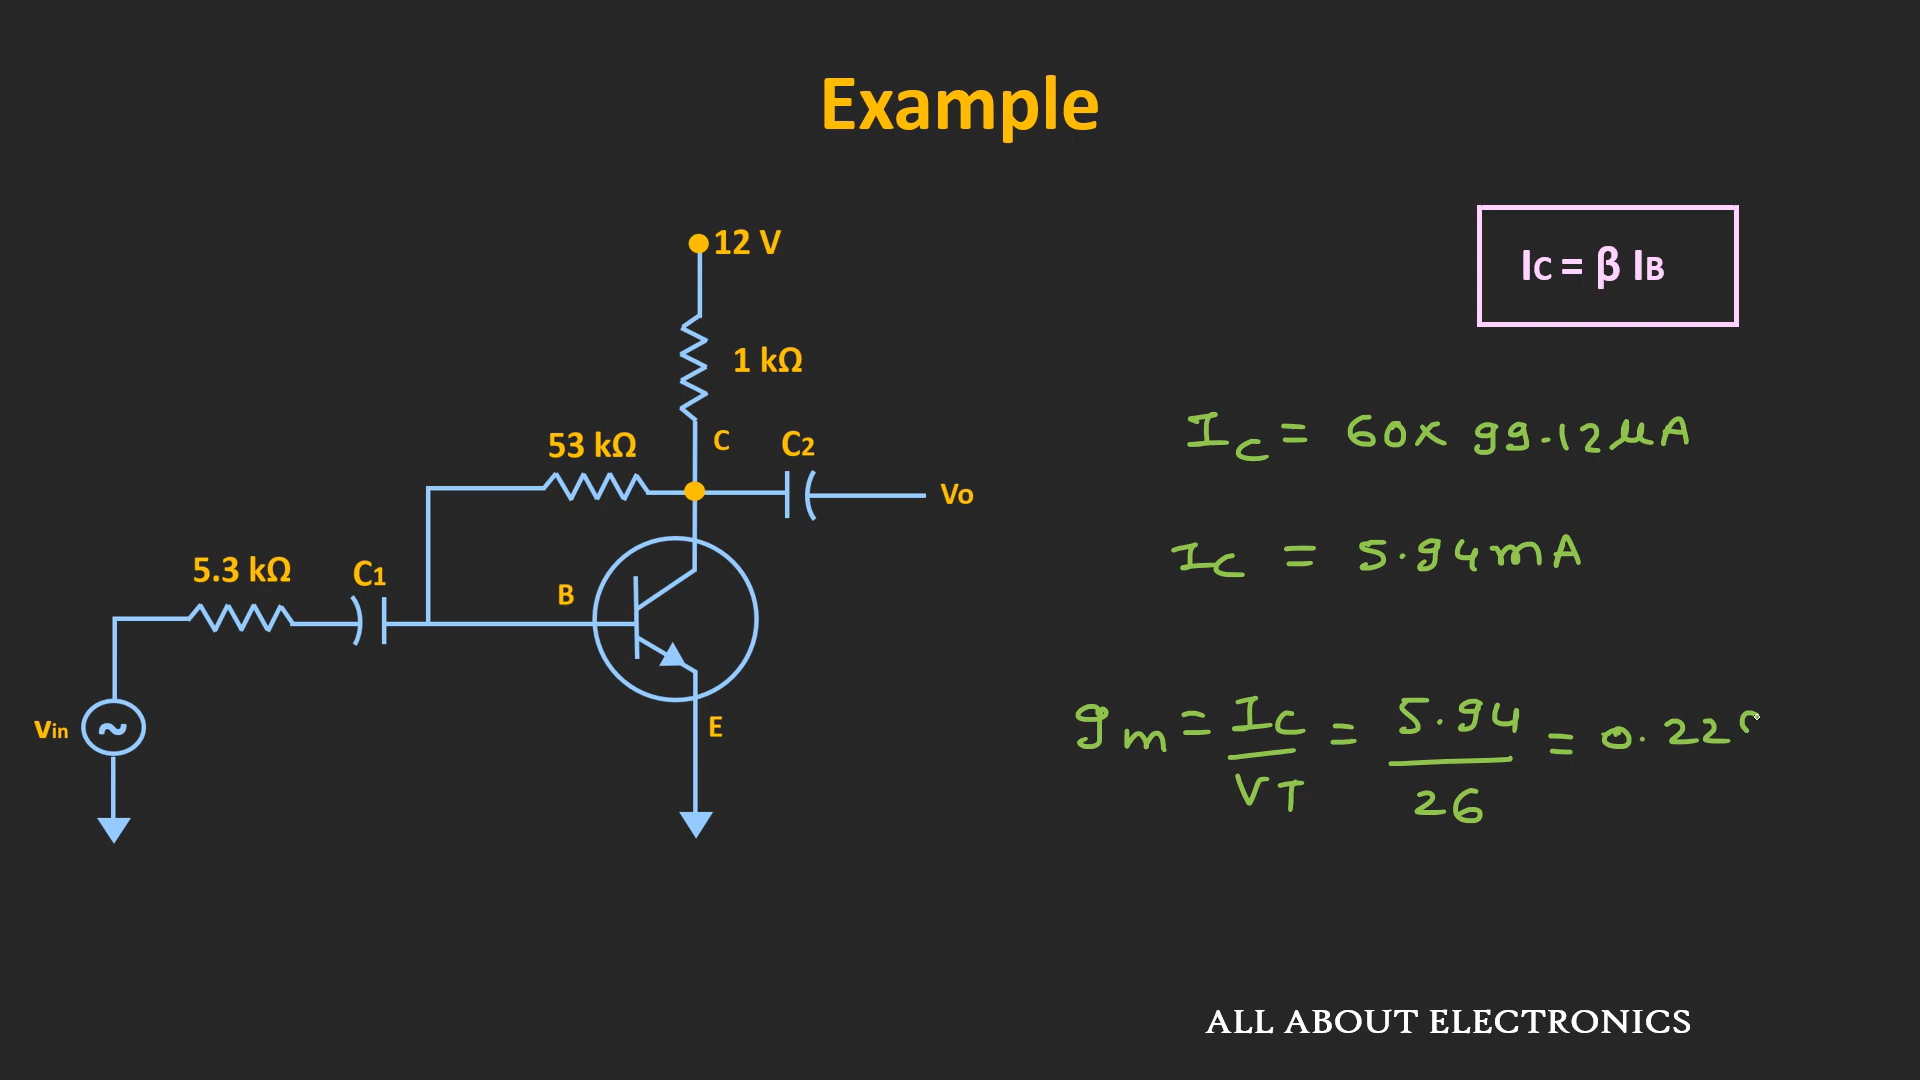 Example
12 V
Ic = β IB
1 kΩ
53 kΩ
C
C2
Ic = 60x 99.12μA
Vo
Ic = 5.94mA
5.3 kΩ
C1
B
E
vin
gm = Ic/VT = 5.94/26 = 0.22
ALL ABOUT ELECTRONICS